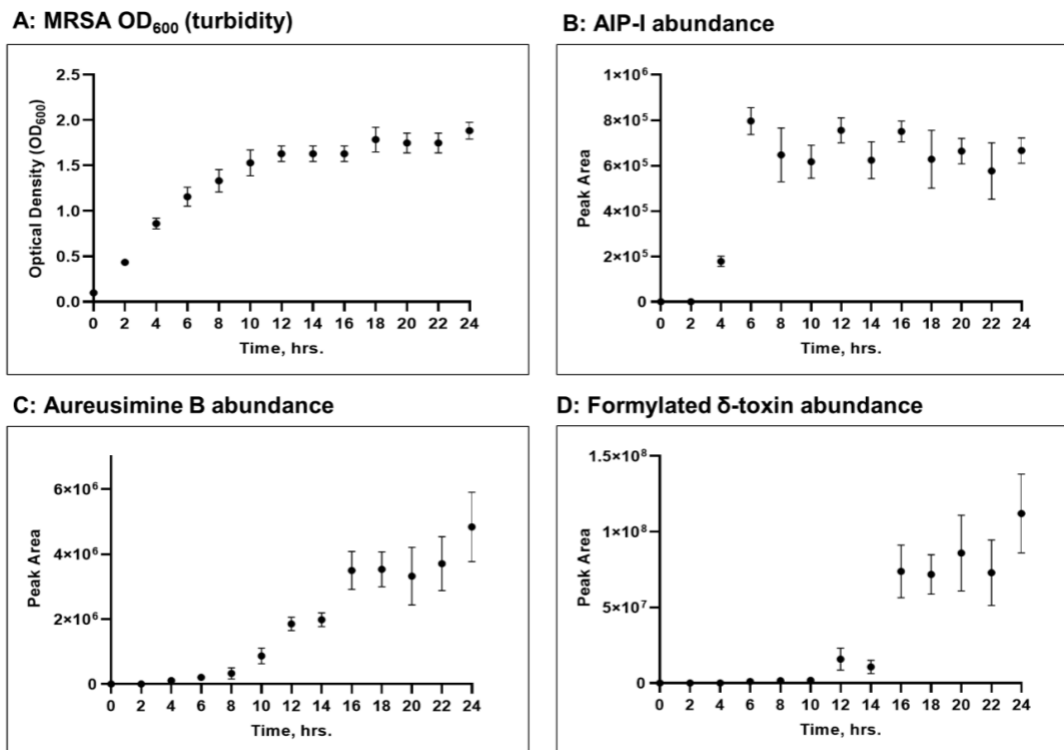 A: MRSA OD₆₀₀ (turbidity)
Optical Density (OD₆₀₀)
2.5
2.0
1.5
1.0
0.5
0.0
0 2 4 6 8 10 12 14 16 18 20 22 24
Time, hrs.
B: AIP-I abundance
Peak Area
1×10⁶
8×10⁵
6×10⁵
4×10⁵
2×10⁵
0
0 2 4 6 8 10 12 14 16 18 20 22 24
Time, hrs.
C: Aureusimine B abundance
Peak Area
6×10⁶
4×10⁶
2×10⁶
0
0 2 4 6 8 10 12 14 16 18 20 22 24
Time, hrs.
D: Formylated δ-toxin abundance
Peak Area
1.5×10⁸
1×10⁸
5×10⁷
0
0 2 4 6 8 10 12 14 16 18 20 22 24
Time, hrs.